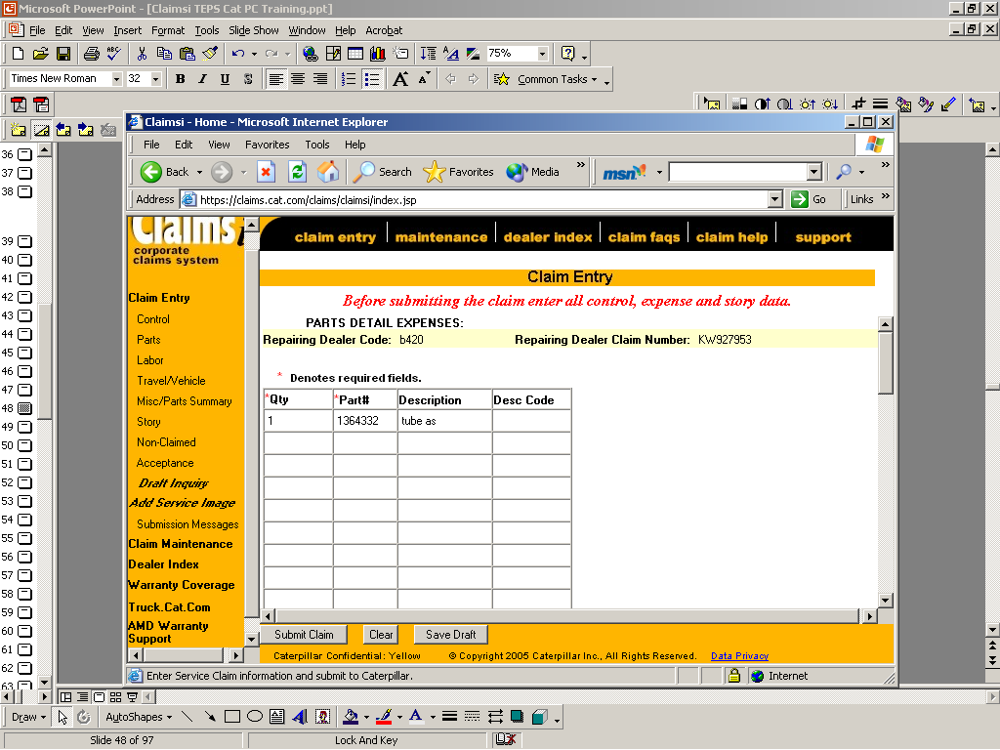 Microsoft PowerPoint - [Claimsi TEPS Cat PC Training.ppt]
File Edit View Insert Format Tools Slide Show Window Help Acrobat
75%
Times New Roman 32 B I U S Common Tasks
36
37
38
39
40
41
42
43
44
45
46
47
48
49
50
51
52
53
54
55
56
57
58
59
60
61
62
63
Claimsi - Home - Microsoft Internet Explorer
File Edit View Favorites Tools Help
Back Search Favorites Media » msn »
Address https://claims.cat.com/claims/claimsi/index.jsp Go Links »
Claims i
corporate
claims system
claim entry maintenance dealer index claim faqs claim help support
Claim Entry
Control
Parts
Labor
Travel/Vehicle
Misc/Parts Summary
Story
Non-Claimed
Acceptance
Draft Inquiry
Add Service Image
Submission Messages
Claim Maintenance
Dealer Index
Warranty Coverage
Truck.Cat.Com
AMD Warranty
Support
Claim Entry
Before submitting the claim enter all control, expense and story data.
PARTS DETAIL EXPENSES:
Repairing Dealer Code: b420 Repairing Dealer Claim Number: KW927953
* Denotes required fields.
*Qty *Part# Description Desc Code
1 1364332 tube as
Submit Claim Clear Save Draft
Caterpillar Confidential: Yellow © Copyright 2005 Caterpillar Inc., All Rights Reserved. Data Privacy
Enter Service Claim information and submit to Caterpillar. Internet
Draw AutoShapes A
Slide 48 of 97 Lock And Key